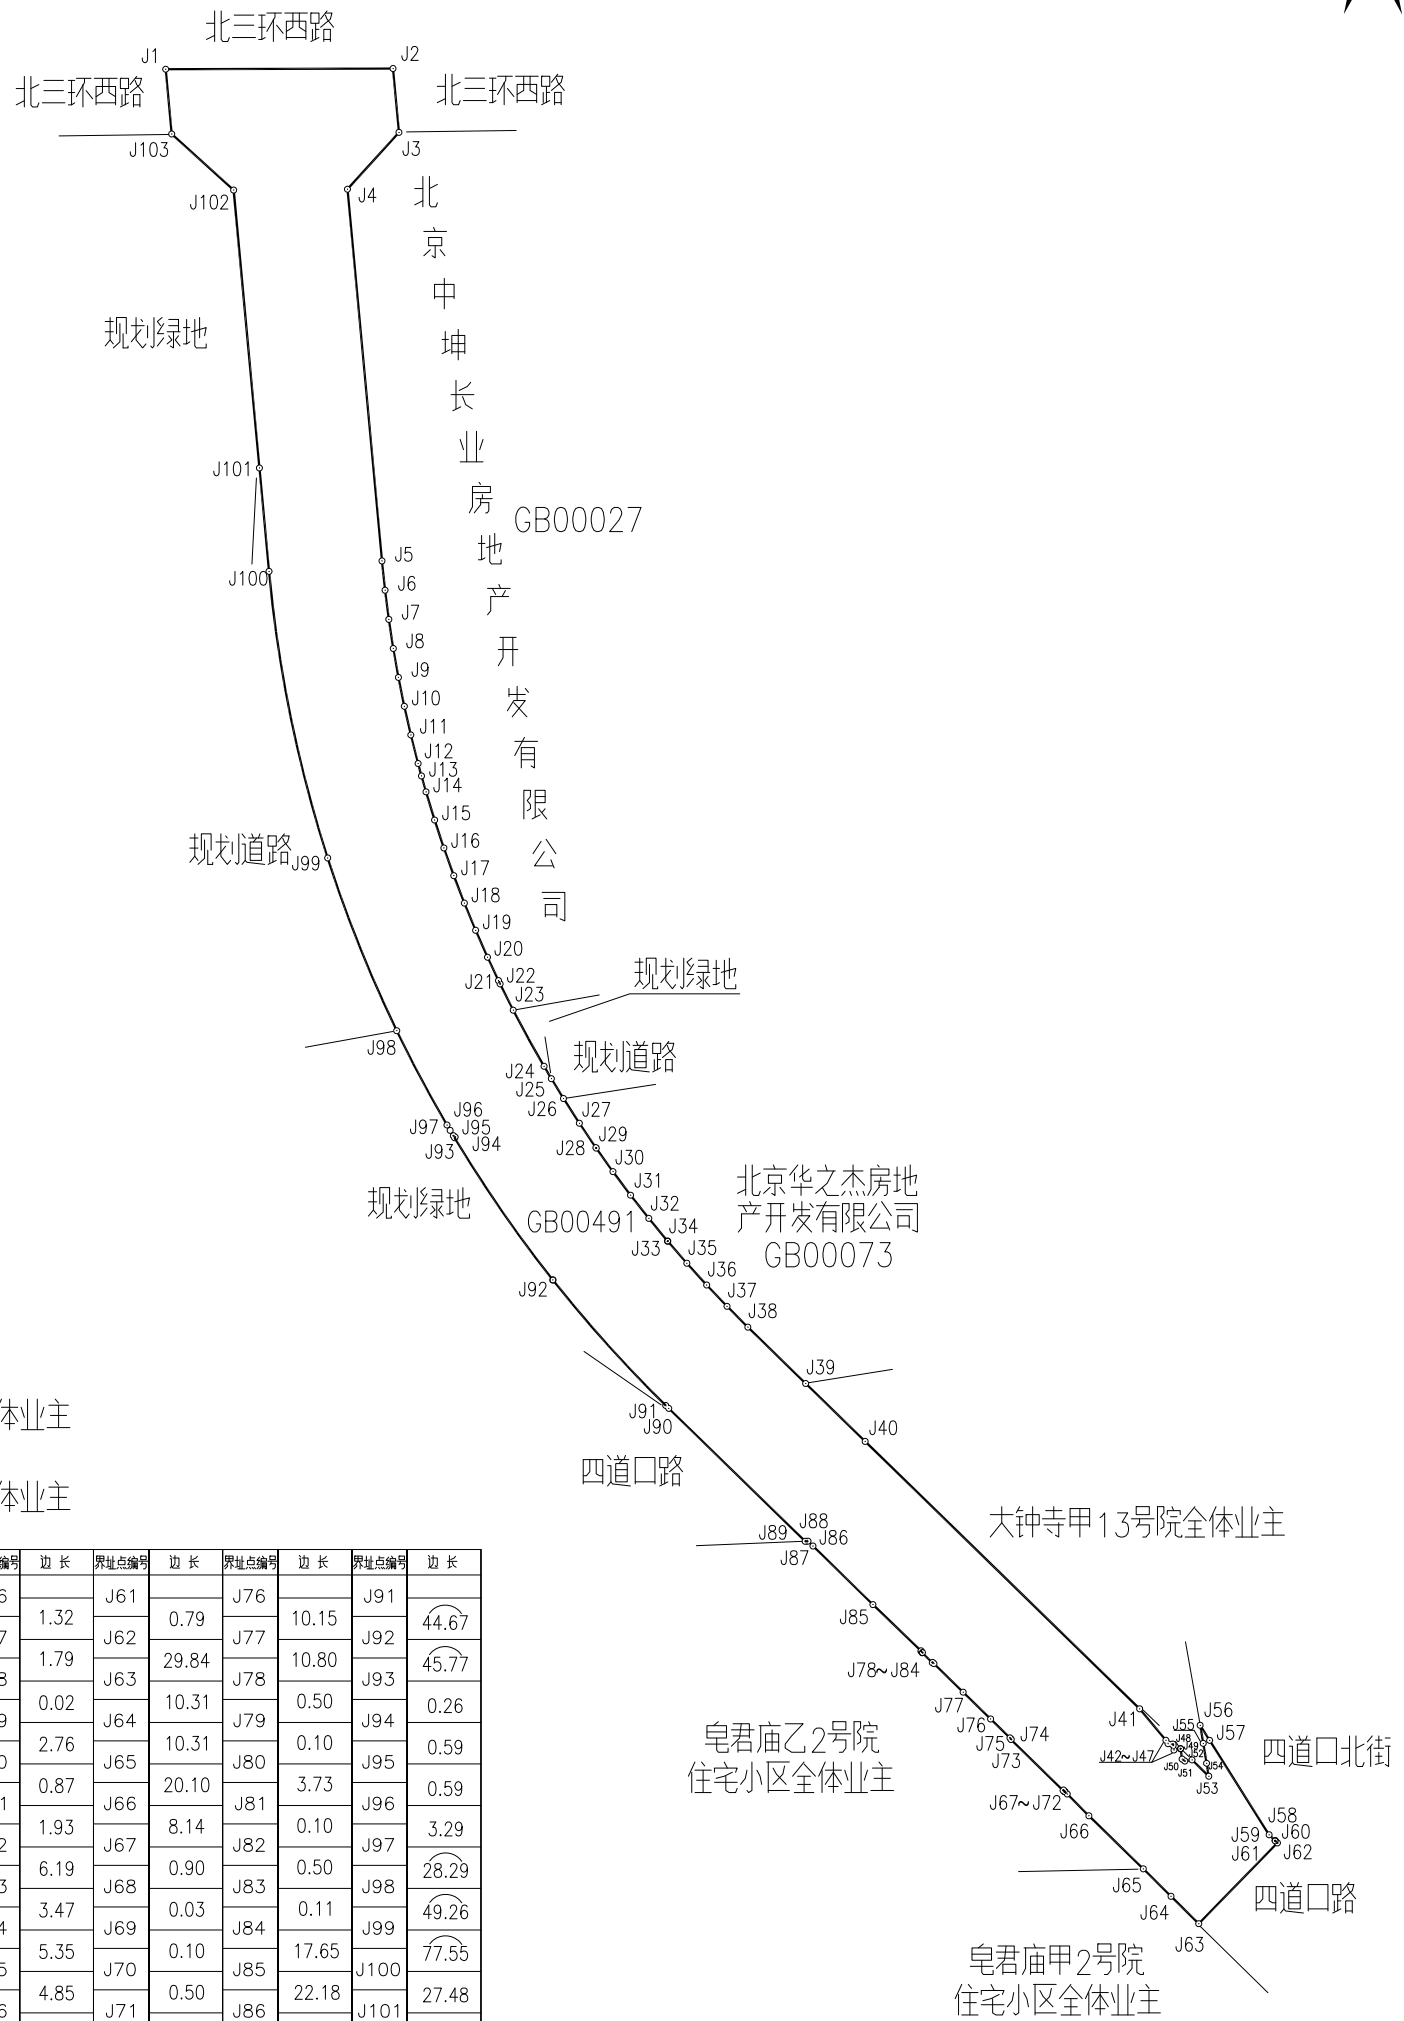 北三环西路
J1
J2
北三环西路
北三环西路
J103
J3
J102
J4
北京中坤长业房地产开发有限公司
规划绿地
J101
GB00027
J5
J100
J6
J7
J8
J9
J10
J11
J12
J13
J14
J15
J16
规划道路
J99
J17
J18
J19
J20
J21
J22
规划绿地
J23
J98
规划道路
J24
J25
J26
J27
J96
J97
J95
J93
J94
J28
J29
J30
规划绿地
J31
北京华之杰房地
产开发有限公司
GB00073
J32
GB00491
J34
J33
J35
J36
J92
J37
J38
J39
体业主
J91
J90
J40
四道口路
体业主
大钟寺甲13号院全体业主
J88
J89
J86
J87
J85
J78~J84
J77
J41
J56
J55
J57
J76
J74
J75
J73
J48
J49
J42~J47
J52
J50
J51
J54
J53
四道口北街
皂君庙乙2号院
住宅小区全体业主
J67~J72
J66
J58
J59
J60
J61
J62
J65
J64
四道口路
J63
皂君庙甲2号院
住宅小区全体业主
编号 边长 界址点编号 边长 界址点编号 边长 界址点编号 边长
6 J61 J76 J91
1.32 0.79 10.15 44.67
7 J62 J77 J92
1.79 29.84 10.80 45.77
8 J63 J78 J93
0.02 10.31 0.50 0.26
9 J64 J79 J94
2.76 10.31 0.10 0.59
0 J65 J80 J95
0.87 20.10 3.73 0.59
1 J66 J81 J96
1.93 8.14 0.10 3.29
2 J67 J82 J97
6.19 0.90 0.50 28.29
3 J68 J83 J98
3.47 0.03 0.11 49.26
4 J69 J84 J99
5.35 0.10 17.65 77.55
5 J70 J85 J100
4.85 0.50 22.18 27.48
6 J71 J86 J101